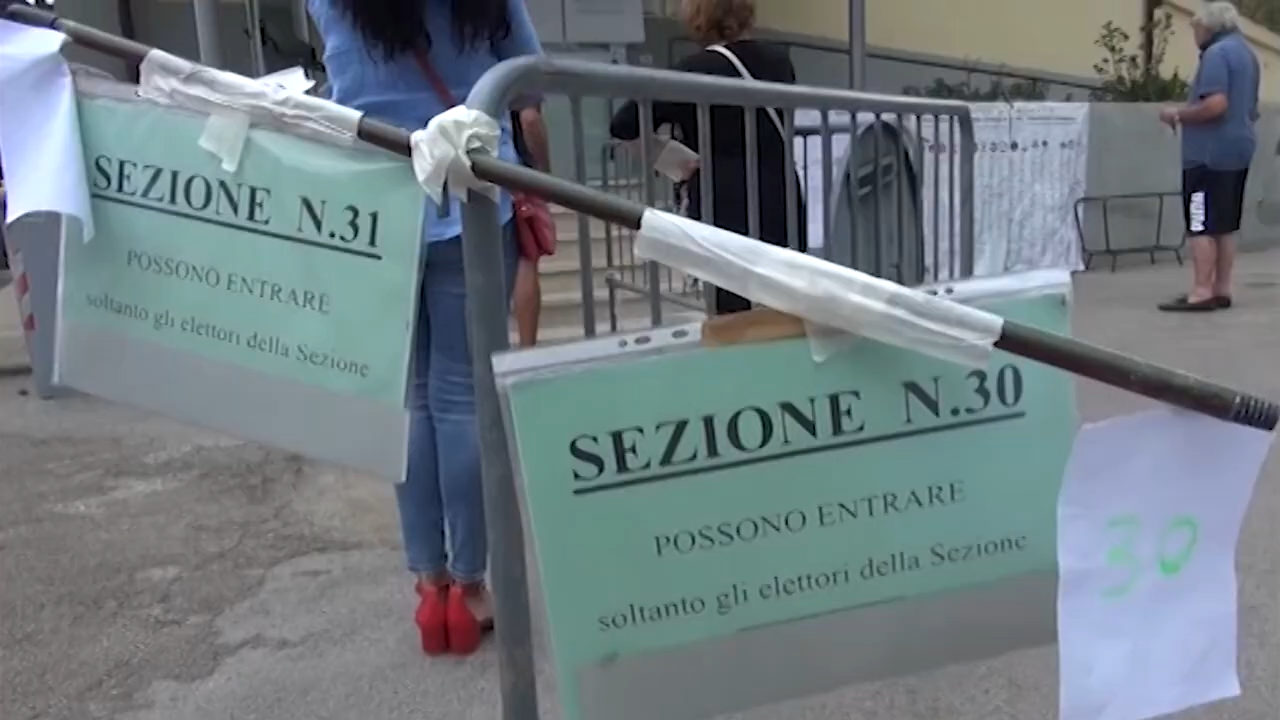 SEZIONE N.31
POSSONO ENTRARE
soltanto gli elettori della Sezione
SEZIONE N.30
POSSONO ENTRARE
soltanto gli elettori della Sezione
30
PUMA